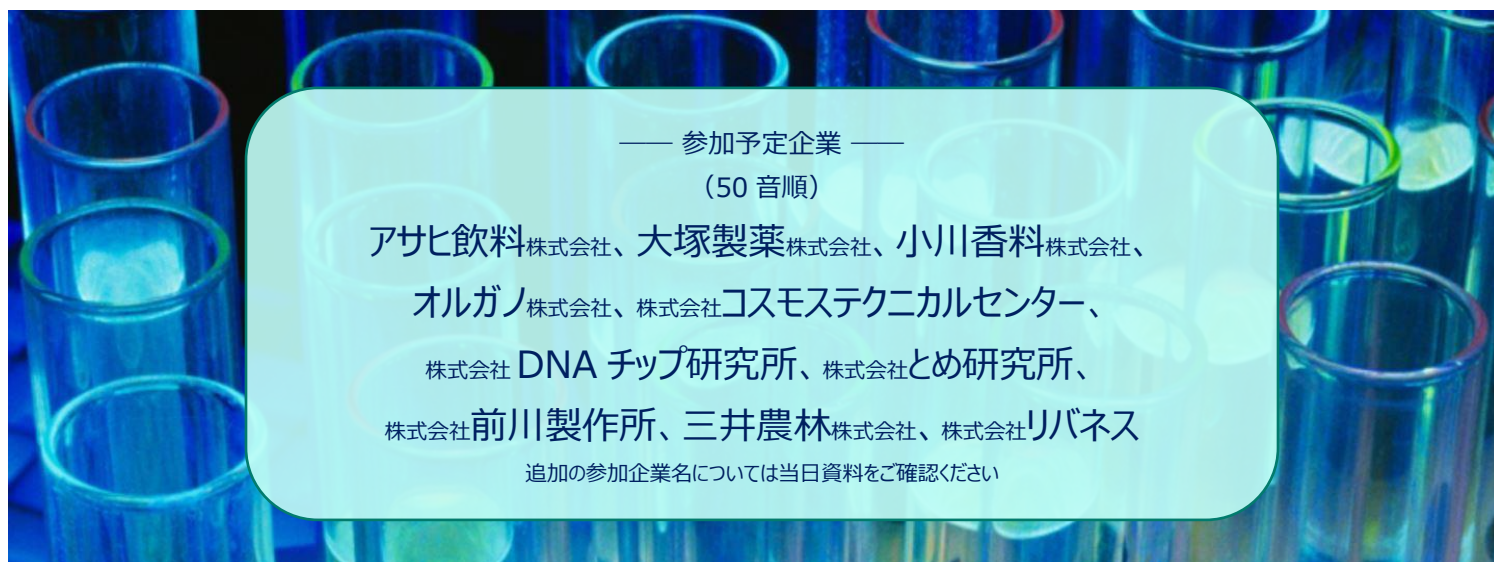 ―― 参加予定企業 ――
（50 音順）
アサヒ飲料株式会社、大塚製薬株式会社、小川香料株式会社、
オルガノ株式会社、株式会社コスモステクニカルセンター、
株式会社 DNA チップ研究所、株式会社とめ研究所、
株式会社前川製作所、三井農林株式会社、株式会社リバネス
追加の参加企業名については当日資料をご確認ください